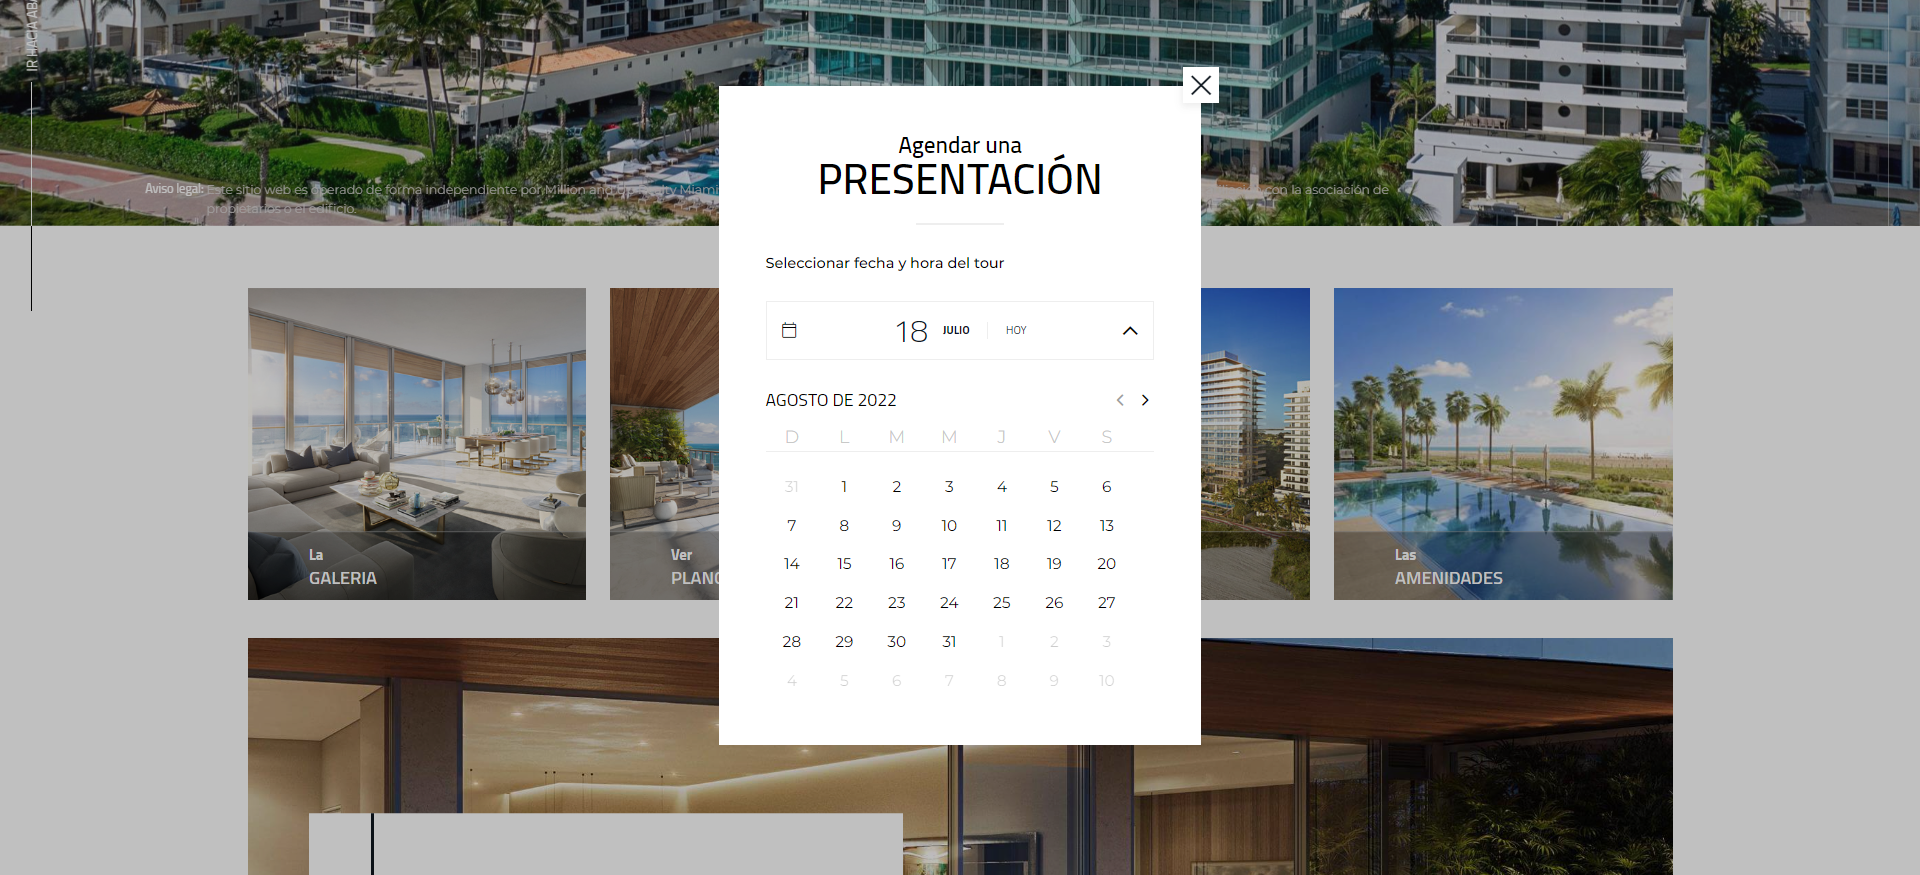 IR HACIA AB
Aviso legal: Este sitio web es operado de forma independiente por Million and Up Realty Miami
con la asociación de
propietarios o el edificio.
Agendar una
PRESENTACIÓN
Seleccionar fecha y hora del tour
18 JULIO HOY
AGOSTO DE 2022
D L M M J V S
31 1 2 3 4 5 6
7 8 9 10 11 12 13
14 15 16 17 18 19 20
21 22 23 24 25 26 27
28 29 30 31 1 2 3
4 5 6 7 8 9 10
La
GALERIA
Ver
PLANO
Las
AMENIDADES